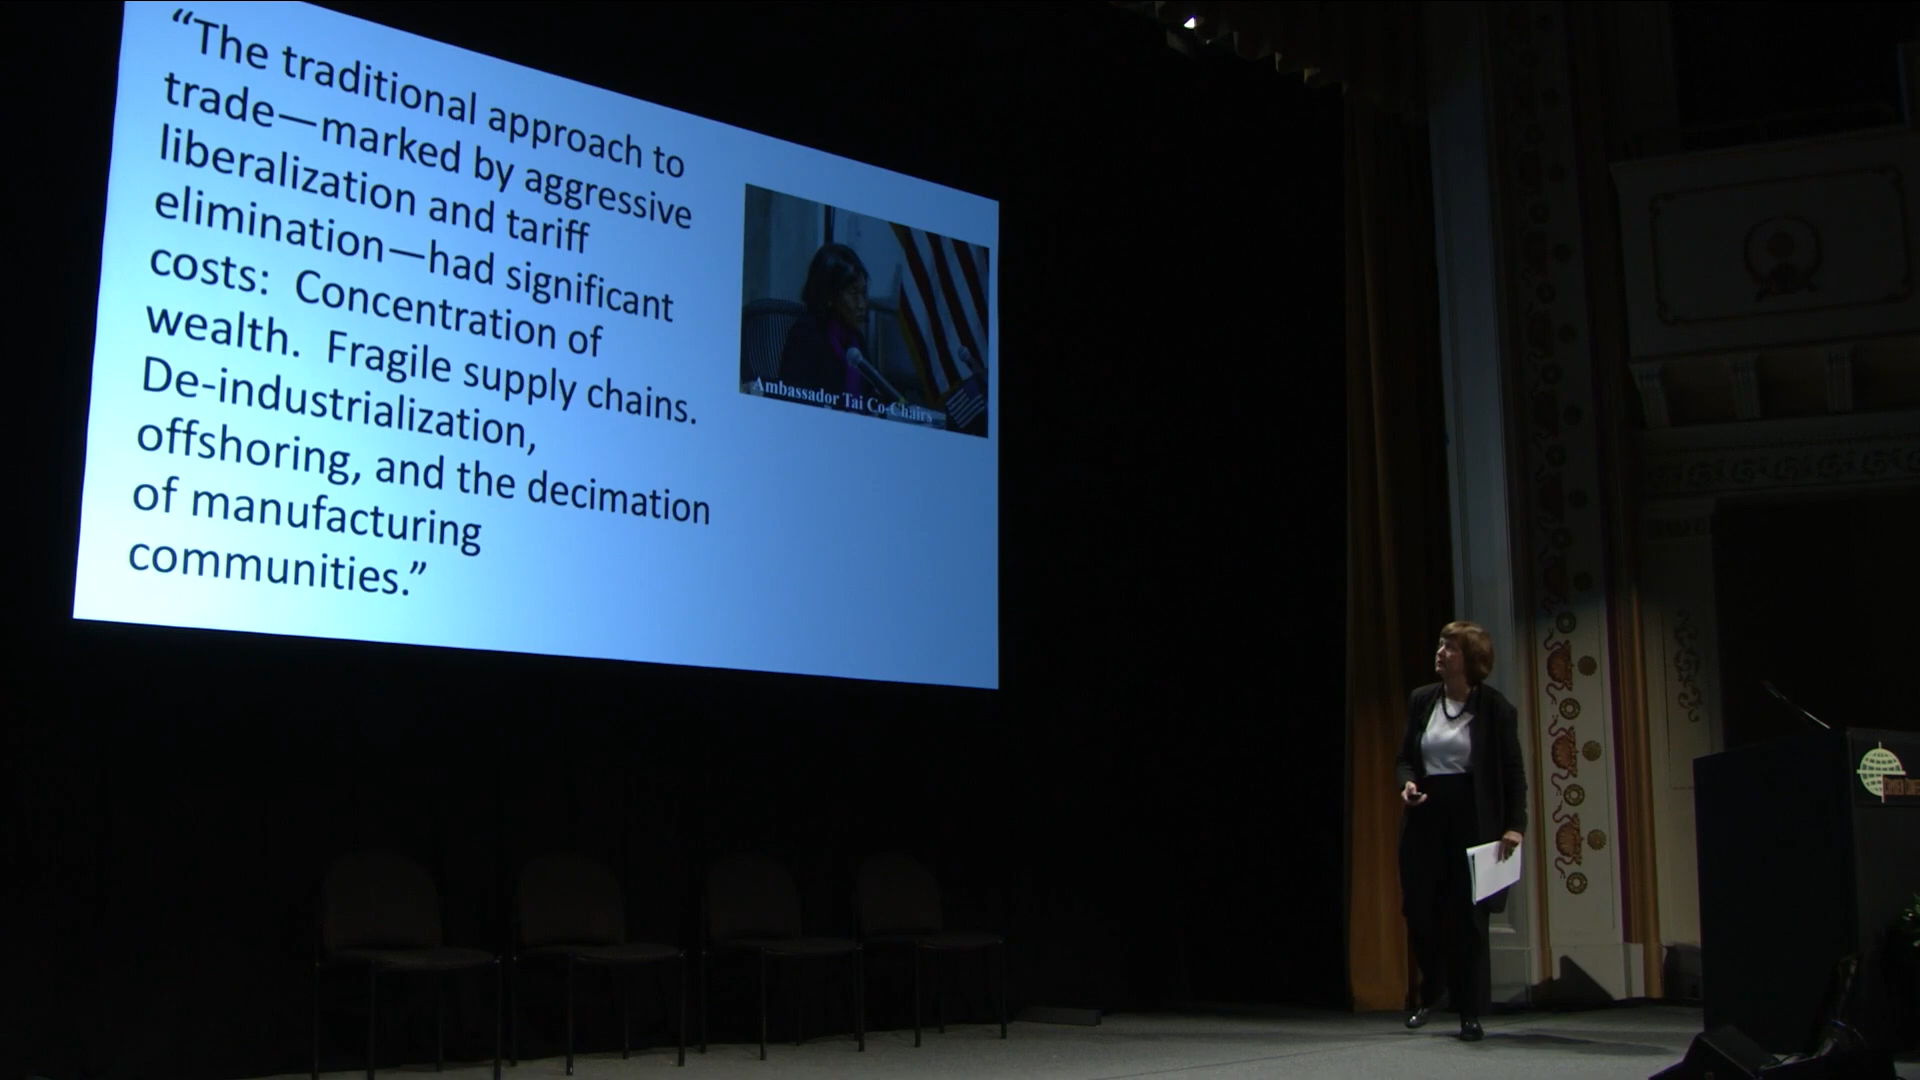 “The traditional approach to
trade—marked by aggressive
liberalization and tariff
elimination—had significant
costs:  Concentration of
wealth.  Fragile supply chains.
De-industrialization,
offshoring, and the decimation
of manufacturing
communities.”
Ambassador Tai Co-Chairs